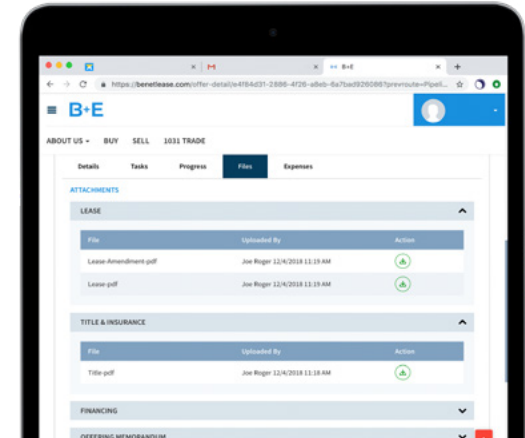 B+E
https://benetlease.com/offer-detail/e4f64d31-2886-4f26-a8eb-6a7bad926086?prevroute=Pipeli...
B+E
ABOUT US BUY SELL 1031 TRADE
Details Tasks Progress Files Expenses
ATTACHMENTS
LEASE
File Uploaded By Action
Lease-Amendment-pdf Joe Roger 12/4/2018 11:19 AM
Lease-pdf Joe Roger 12/4/2018 11:19 AM
TITLE & INSURANCE
File Uploaded By Action
Title-pdf Joe Roger 12/4/2018 11:18 AM
FINANCING
OFFERING MEMORANDUM